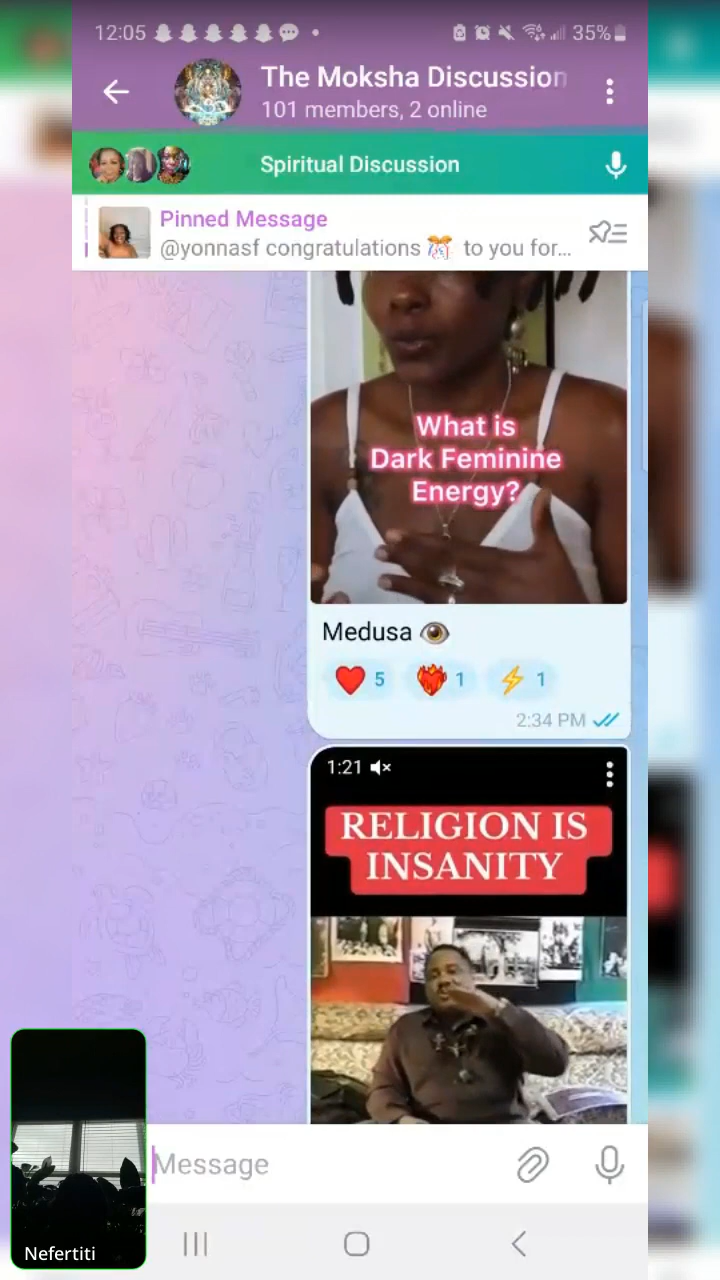 12:05
35%
The Moksha Discussion
101 members, 2 online
Spiritual Discussion
Pinned Message
@yonnasf congratulations 🎊 to you for...
What is
Dark Feminine
Energy?
Medusa 👁️
❤️ 5 ❤️‍🔥 1 ⚡ 1
2:34 PM
1:21
RELIGION IS
INSANITY
Message
Nefertiti